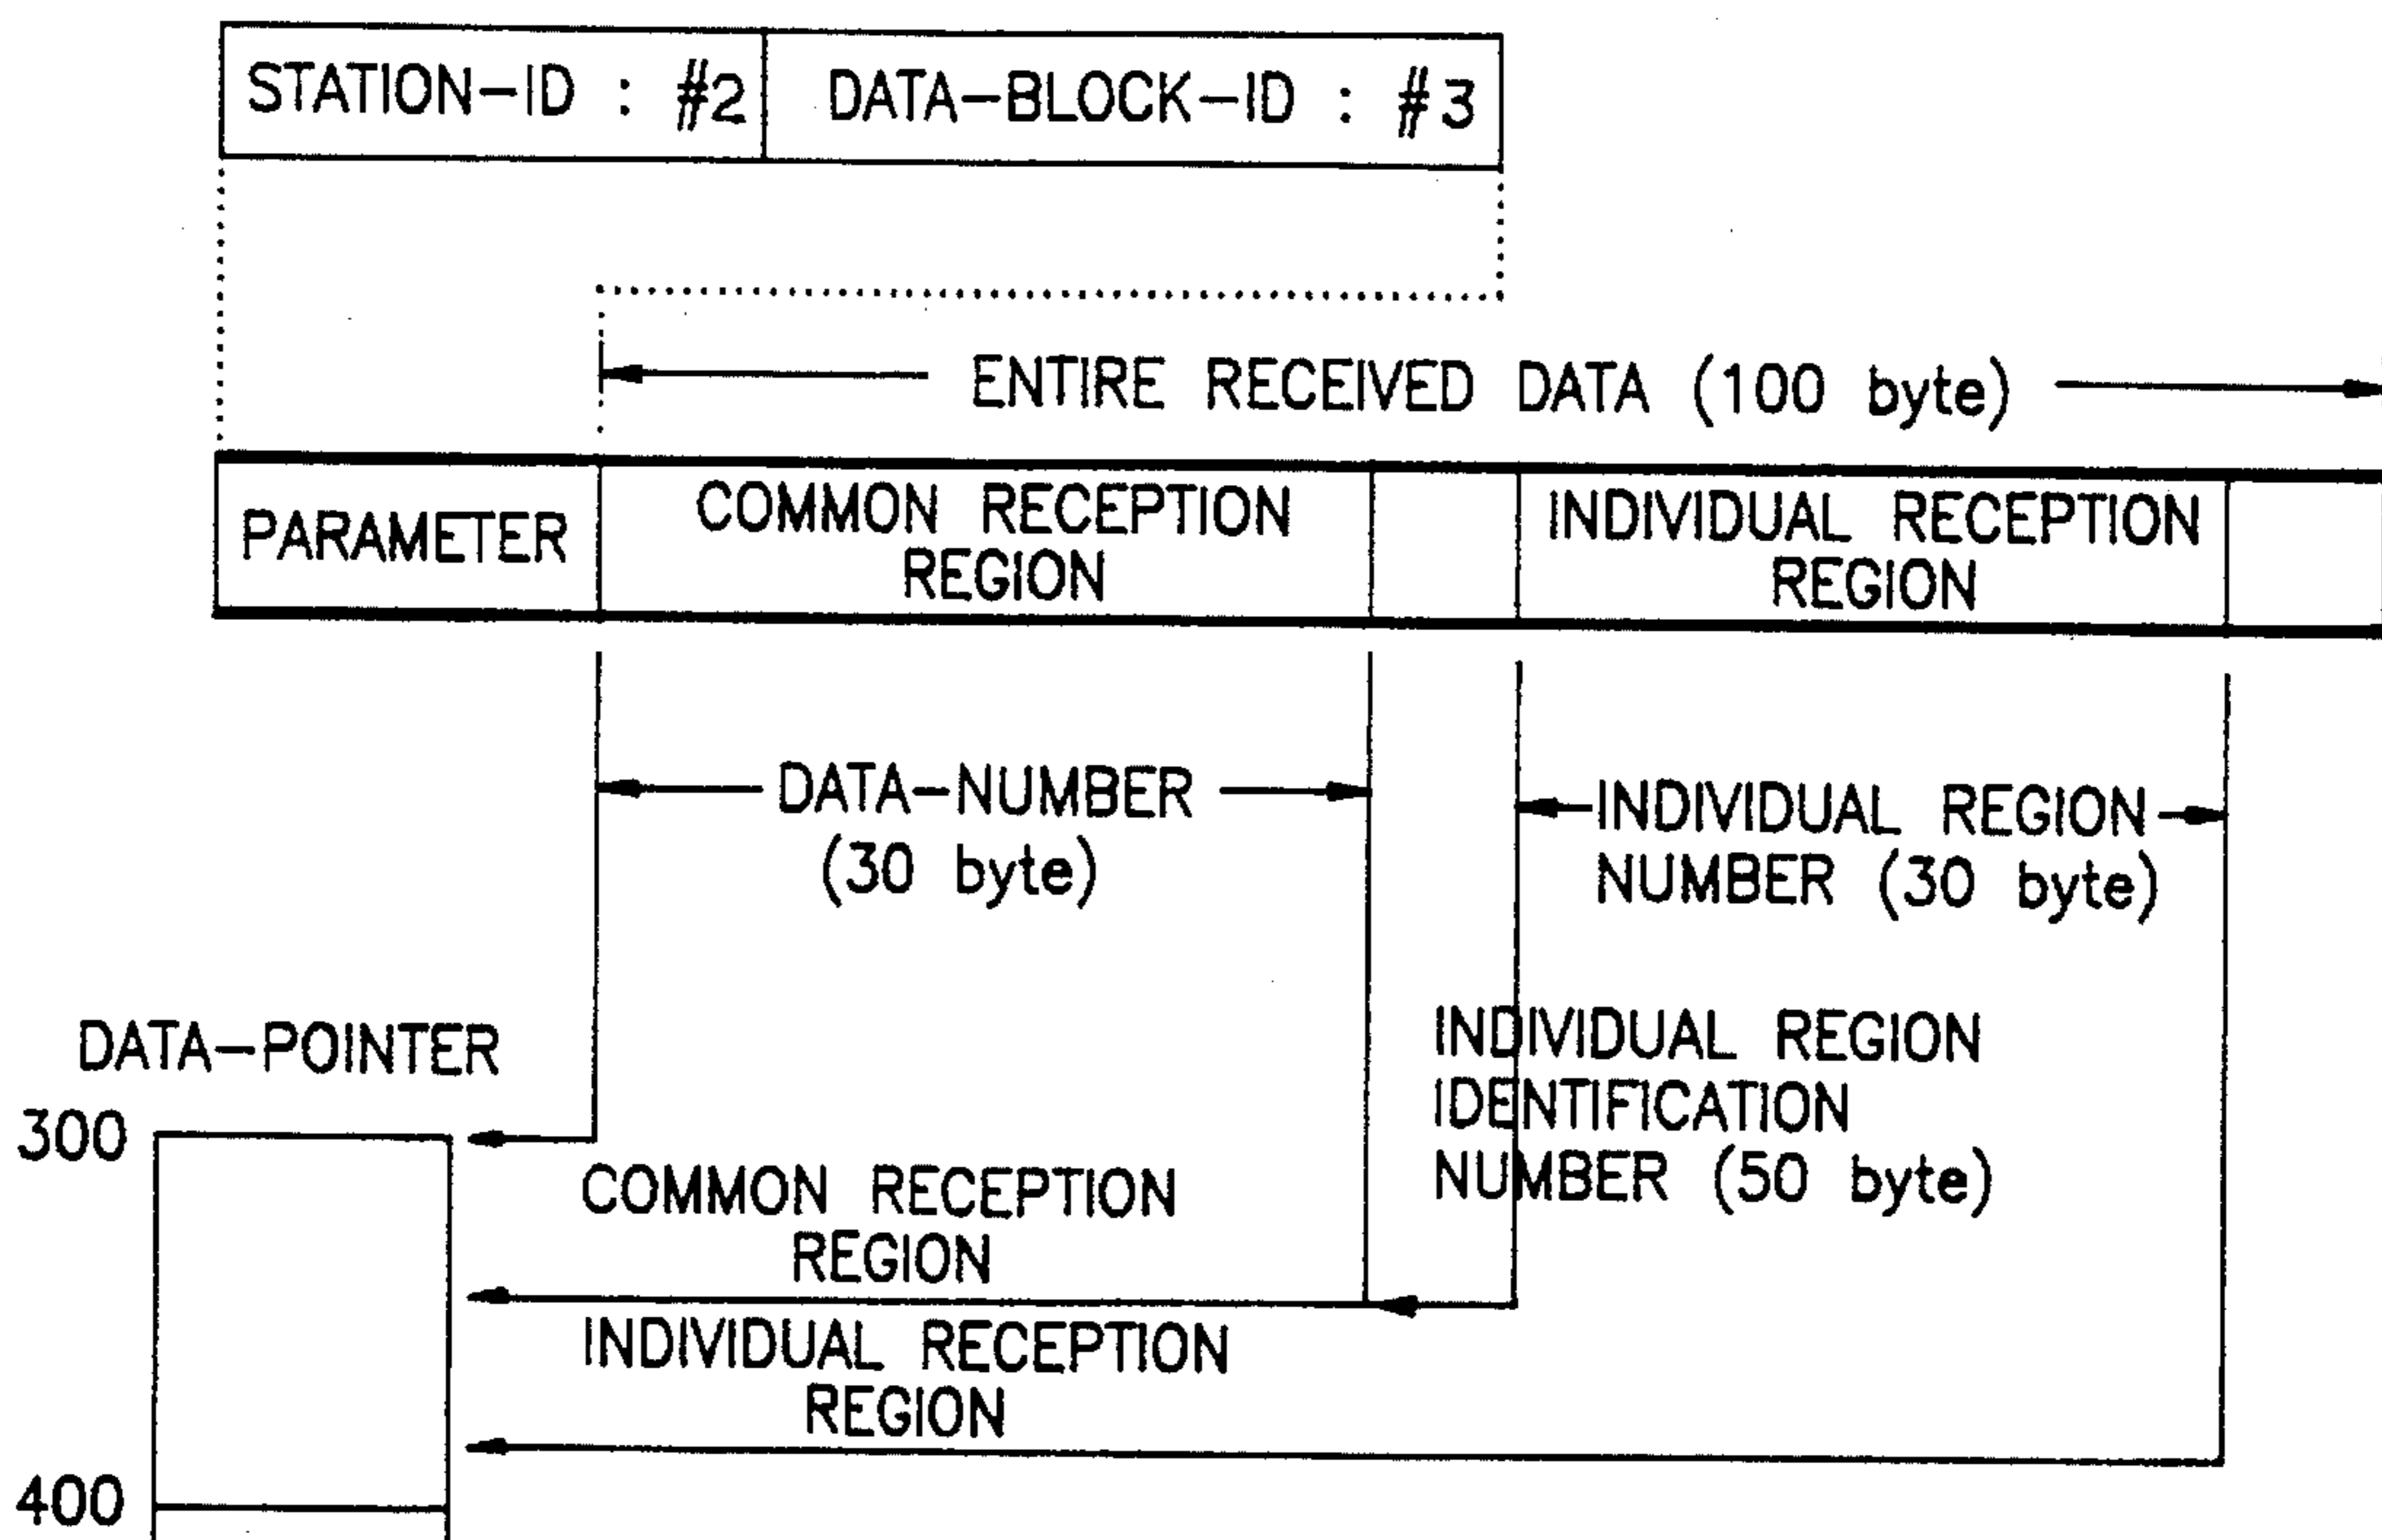 STATION-ID : #2
DATA-BLOCK-ID : #3
ENTIRE RECEIVED DATA (100 byte)
PARAMETER
COMMON RECEPTION
REGION
INDIVIDUAL RECEPTION
REGION
DATA-NUMBER
(30 byte)
INDIVIDUAL REGION
NUMBER (30 byte)
DATA-POINTER
INDIVIDUAL REGION
IDENTIFICATION
NUMBER (50 byte)
300
COMMON RECEPTION
REGION
INDIVIDUAL RECEPTION
REGION
400